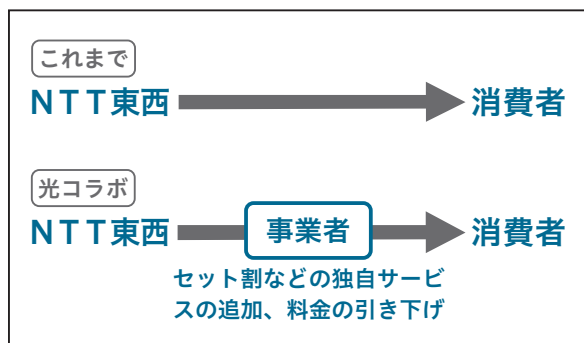 これまで
ＮＴＴ東西 消費者
光コラボ
ＮＴＴ東西 事業者 消費者
セット割などの独自サービ
スの追加、料金の引き下げ